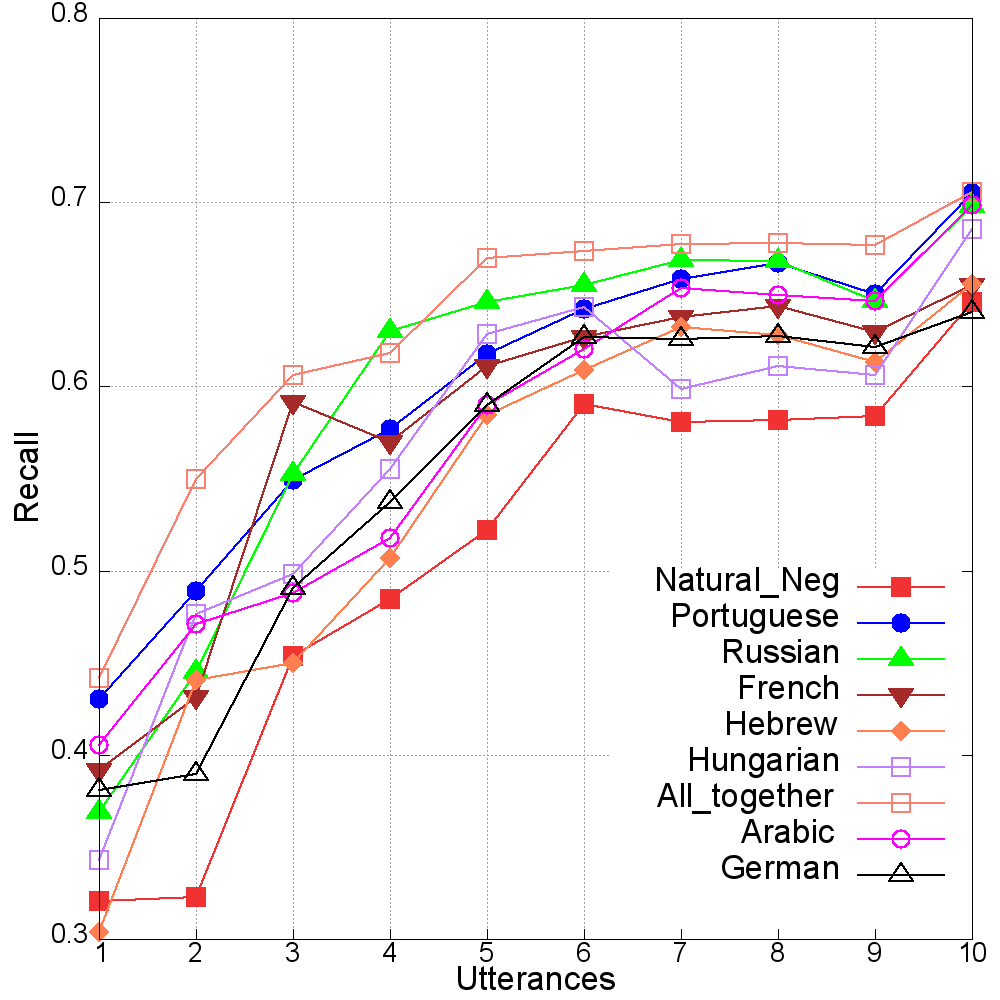 0.8
0.7
0.6
0.5
0.4
0.3
Recall
Natural_Neg
Portuguese
Russian
French
Hebrew
Hungarian
All_together
Arabic
German
1 2 3 4 5 6 7 8 9 10
Utterances